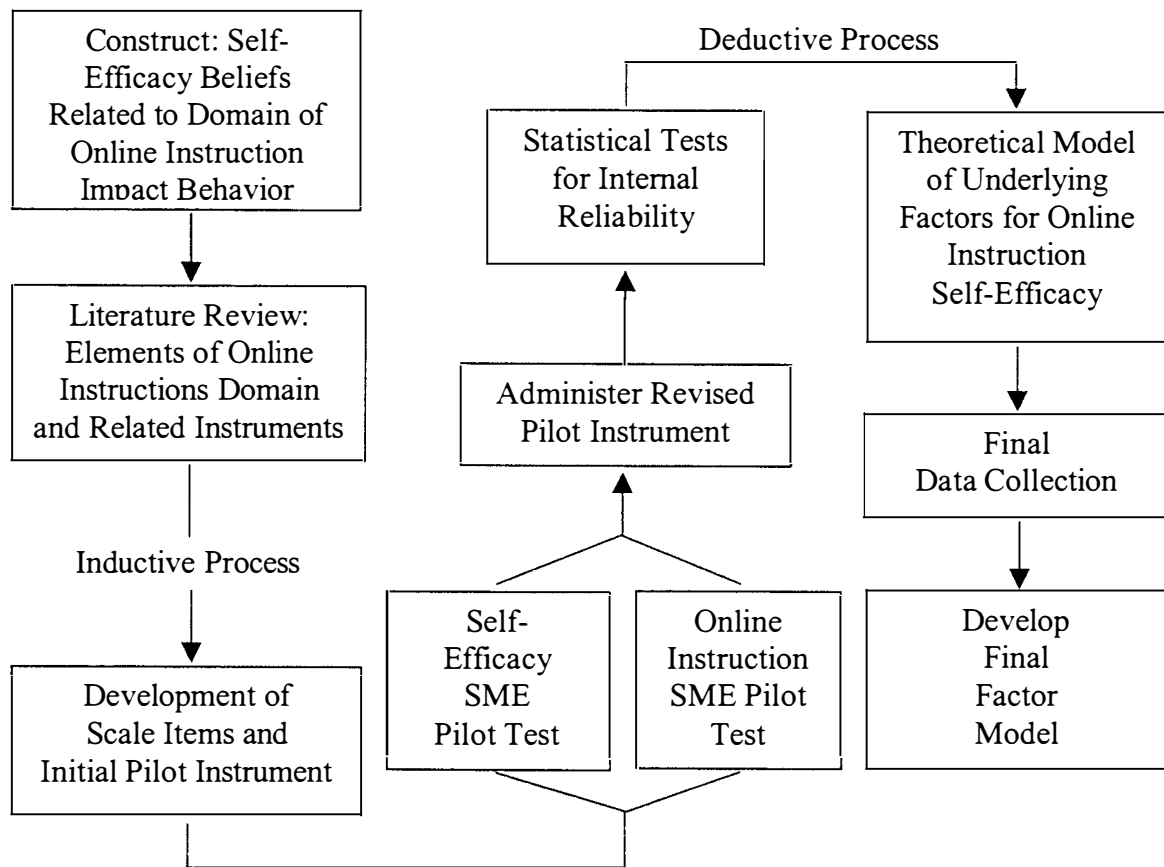 Construct: Self-
Efficacy Beliefs
Related to Domain of
Online Instruction
Impact Behavior
Literature Review:
Elements of Online
Instructions Domain
and Related Instruments
Inductive Process
Development of
Scale Items and
Initial Pilot Instrument
Self-
Efficacy
SME
Pilot Test
Online
Instruction
SME Pilot
Test
Administer Revised
Pilot Instrument
Statistical Tests
for Internal
Reliability
Deductive Process
Theoretical Model
of Underlying
Factors for Online
Instruction
Self-Efficacy
Final
Data Collection
Develop
Final
Factor
Model